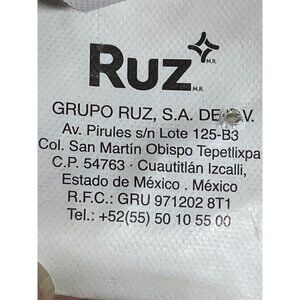 Ruz M.R.
M.R.
GRUPO RUZ, S.A. DE C.V.
Av. Pirules s/n Lote 125-B3
Col. San Martín Obispo Tepetlixpa
C.P. 54763 · Cuautitlán Izcalli,
Estado de México . México
R.F.C.: GRU 971202 8T1
Tel.: +52(55) 50 10 55 00